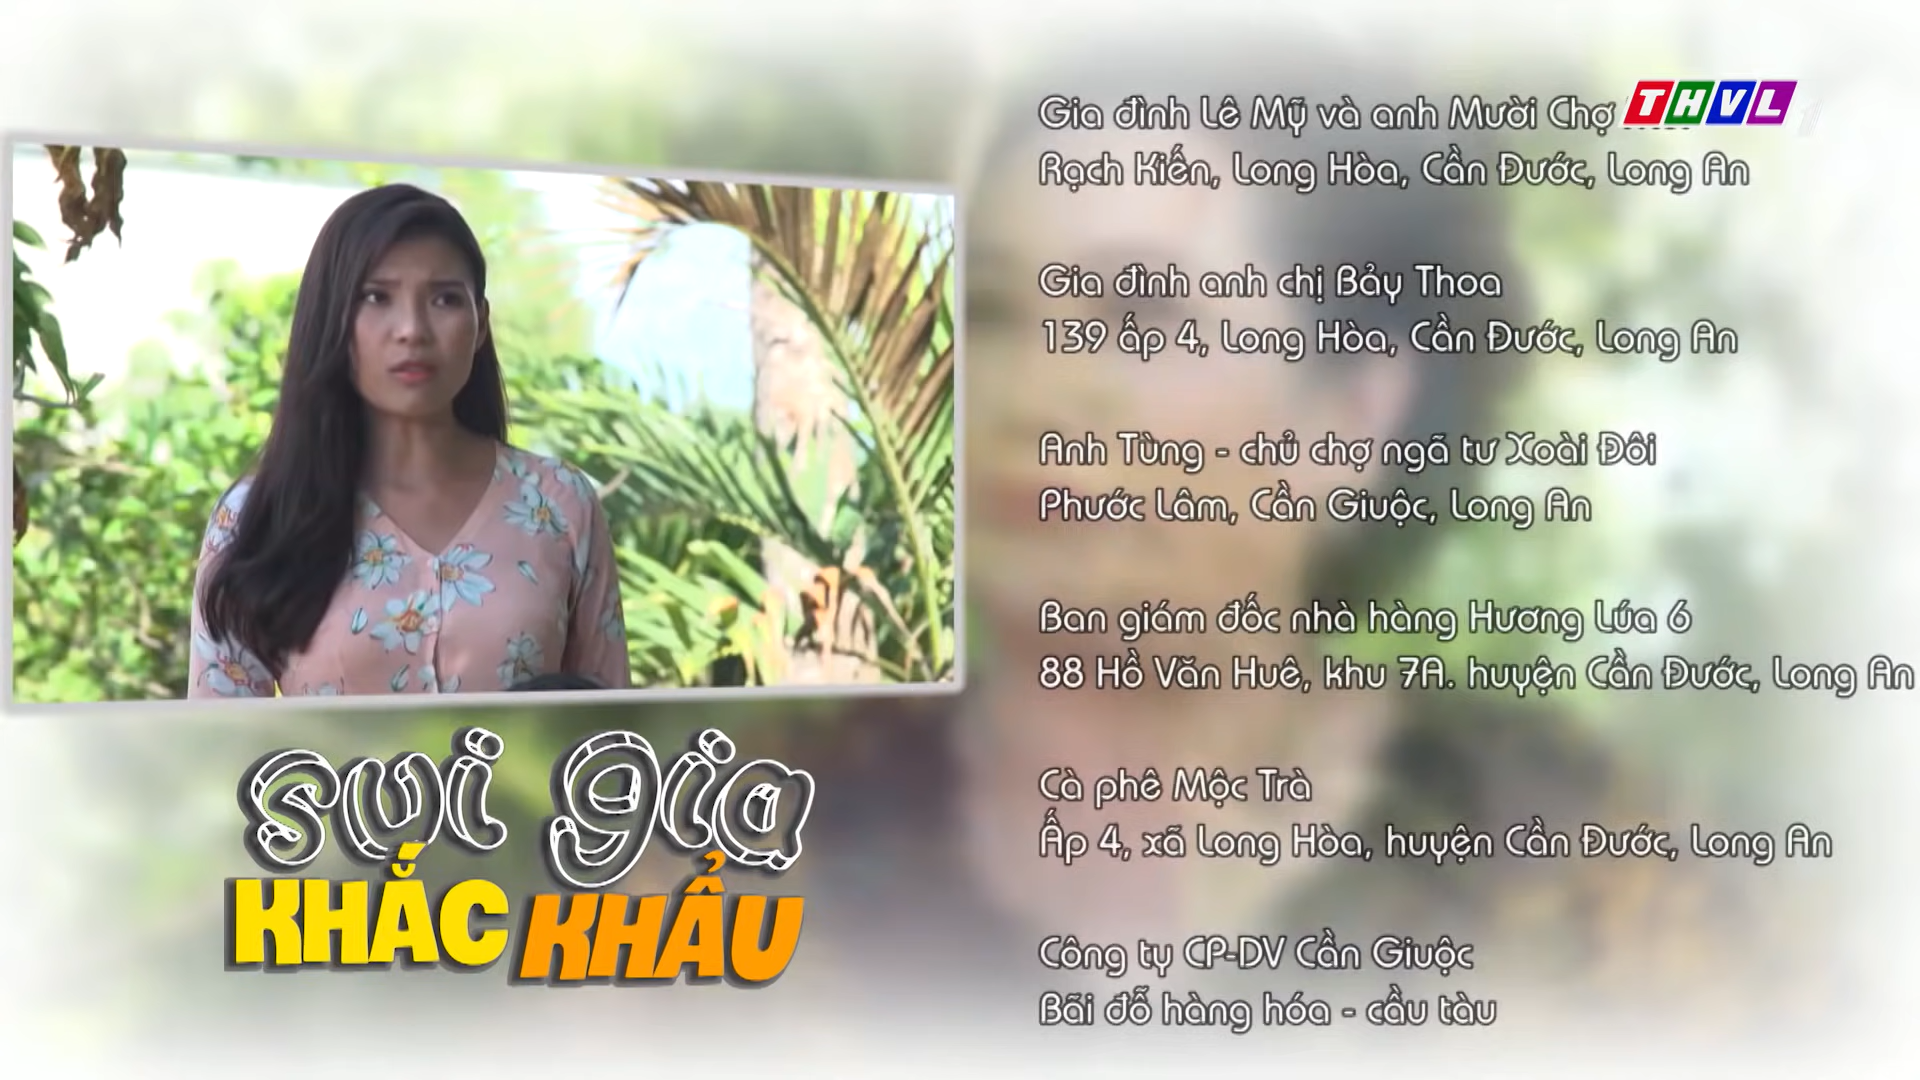 THVL
Gia đình Lê Mỹ và anh Mười Chợ
Rạch Kiến, Long Hòa, Cần Đước, Long An
Gia đình anh chị Bảy Thoa
139 ấp 4, Long Hòa, Cần Đước, Long An
Anh Tùng - chủ chợ ngã tư Xoài Đôi
Phước Lâm, Cần Giuộc, Long An
Ban giám đốc nhà hàng Hương Lúa 6
88 Hồ Văn Huê, khu 7A. huyện Cần Đước, Long An
Cà phê Mộc Trà
Ấp 4, xã Long Hòa, huyện Cần Đước, Long An
Công ty CP-DV Cần Giuộc
Bãi đỗ hàng hóa - cầu tàu
sui gia
KHẮC KHẨU